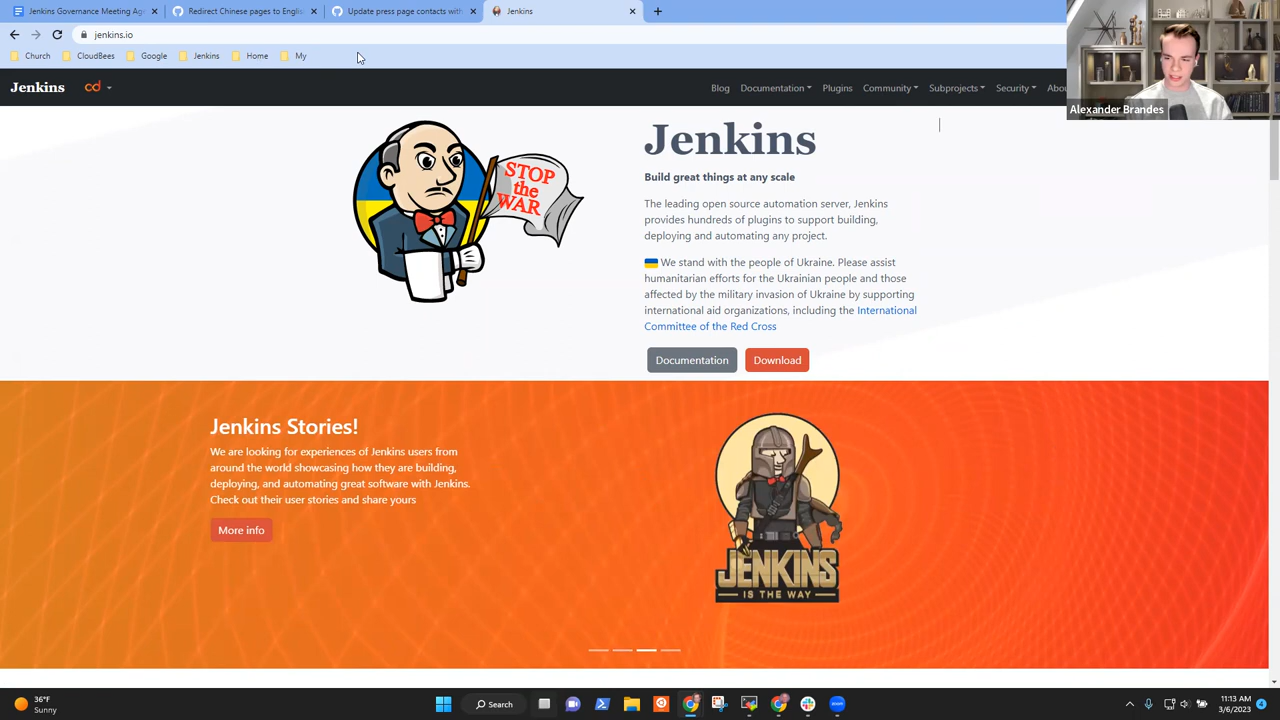 Jenkins Governance Meeting Ag
Redirect Chinese pages to Englis
Update press page contacts with
Jenkins
jenkins.io
Church
CloudBees
Google
Jenkins
Home
My
Jenkins
cd
Blog
Documentation
Plugins
Community
Subprojects
Security
Abou
Alexander Brandes
STOP
the
WAR
Jenkins
Build great things at any scale
The leading open source automation server, Jenkins
provides hundreds of plugins to support building,
deploying and automating any project.
We stand with the people of Ukraine. Please assist
humanitarian efforts for the Ukrainian people and those
affected by the military invasion of Ukraine by supporting
international aid organizations, including the International
Committee of the Red Cross
Documentation
Download
Jenkins Stories!
We are looking for experiences of Jenkins users from
around the world showcasing how they are building,
deploying, and automating great software with Jenkins.
Check out their user stories and share yours
More info
JENKINS
IS THE WAY
36°F
Sunny
Search
11:13 AM
3/6/2023
4